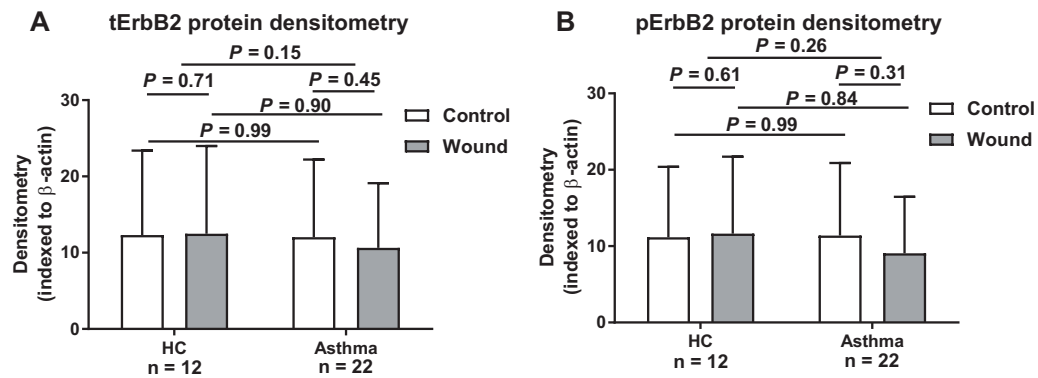 A
tErbB2 protein densitometry
P = 0.15
P = 0.71
P = 0.45
P = 0.90
P = 0.99
30
20
10
0
Densitometry
(indexed to β-actin)
Control
Wound
HC
n = 12
Asthma
n = 22
B
pErbB2 protein densitometry
P = 0.26
P = 0.61
P = 0.31
P = 0.84
P = 0.99
30
20
10
0
Densitometry
(indexed to β-actin)
Control
Wound
HC
n = 12
Asthma
n = 22